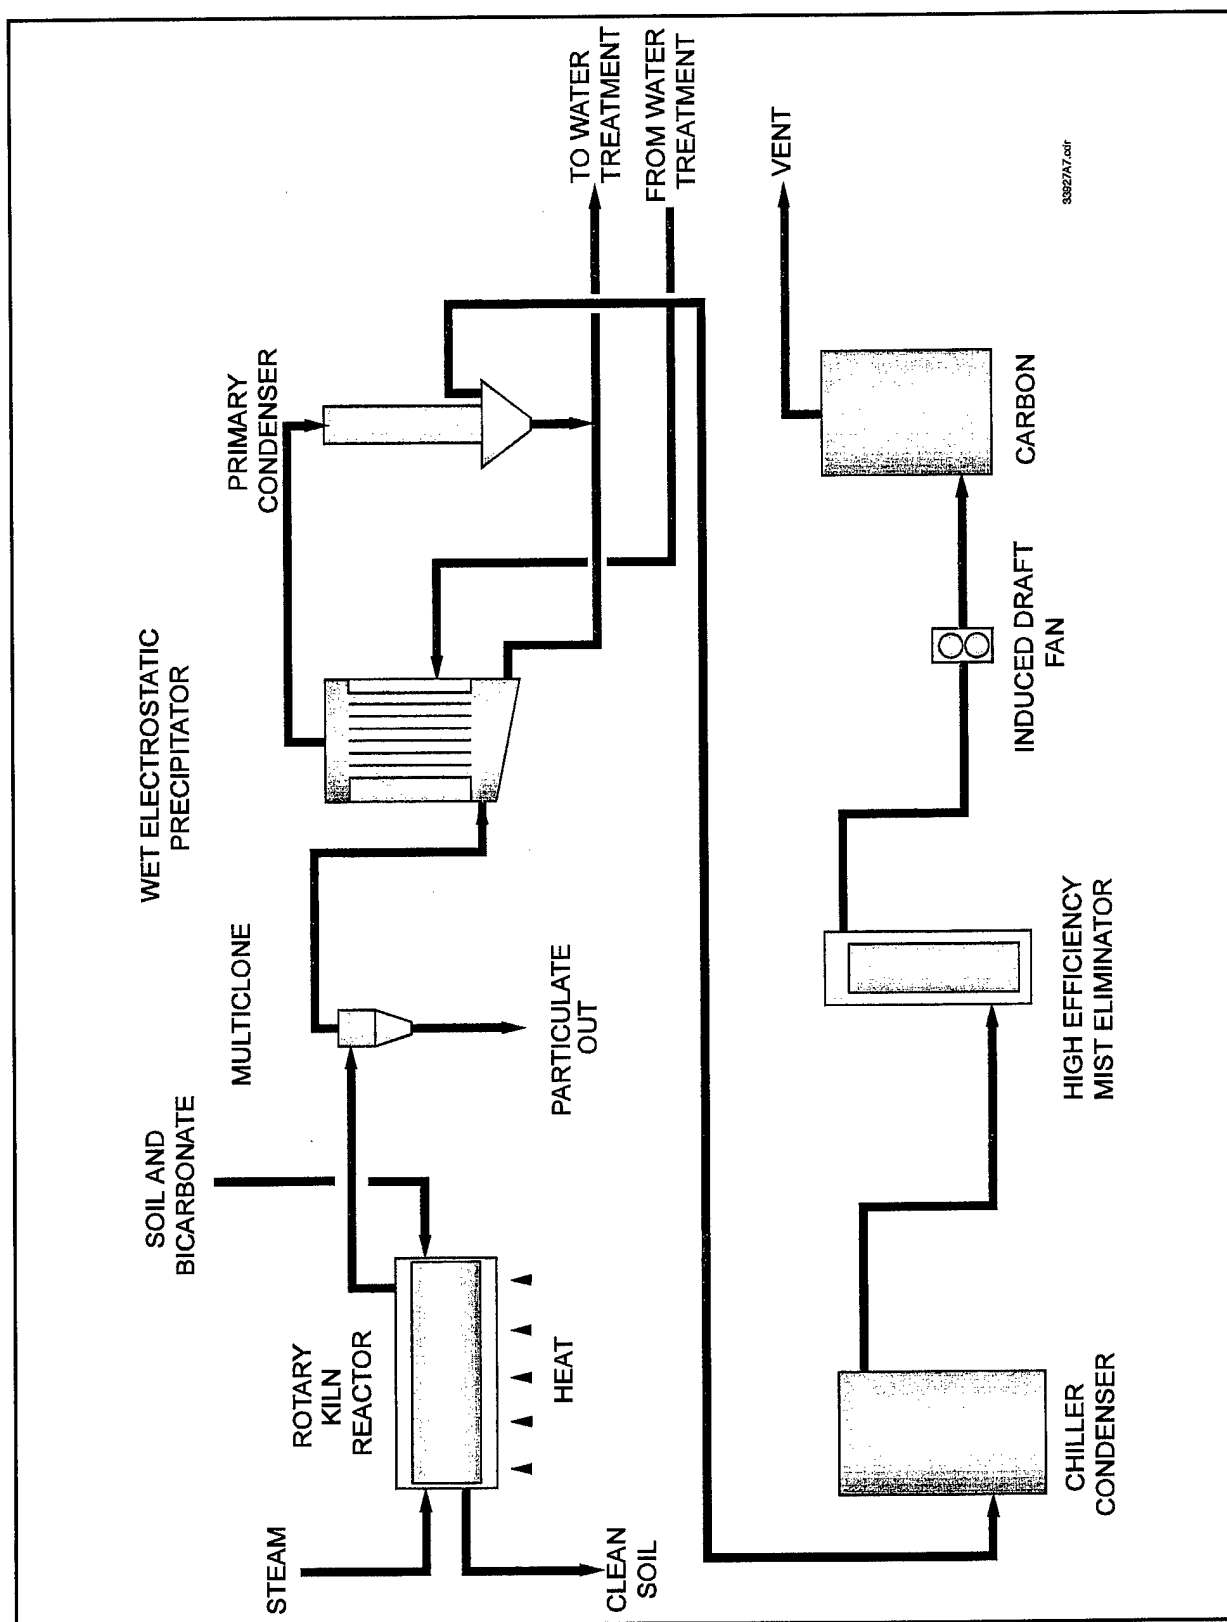 WET ELECTROSTATIC
PRECIPITATOR
SOIL AND
BICARBONATE
MULTICLONE
PRIMARY
CONDENSER
STEAM
ROTARY
KILN
REACTOR
HEAT
CLEAN
SOIL
PARTICULATE
OUT
TO WATER
TREATMENT
FROM WATER
TREATMENT
VENT
CHILLER
CONDENSER
HIGH EFFICIENCY
MIST ELIMINATOR
INDUCED DRAFT
FAN
CARBON
33927A7.cdr